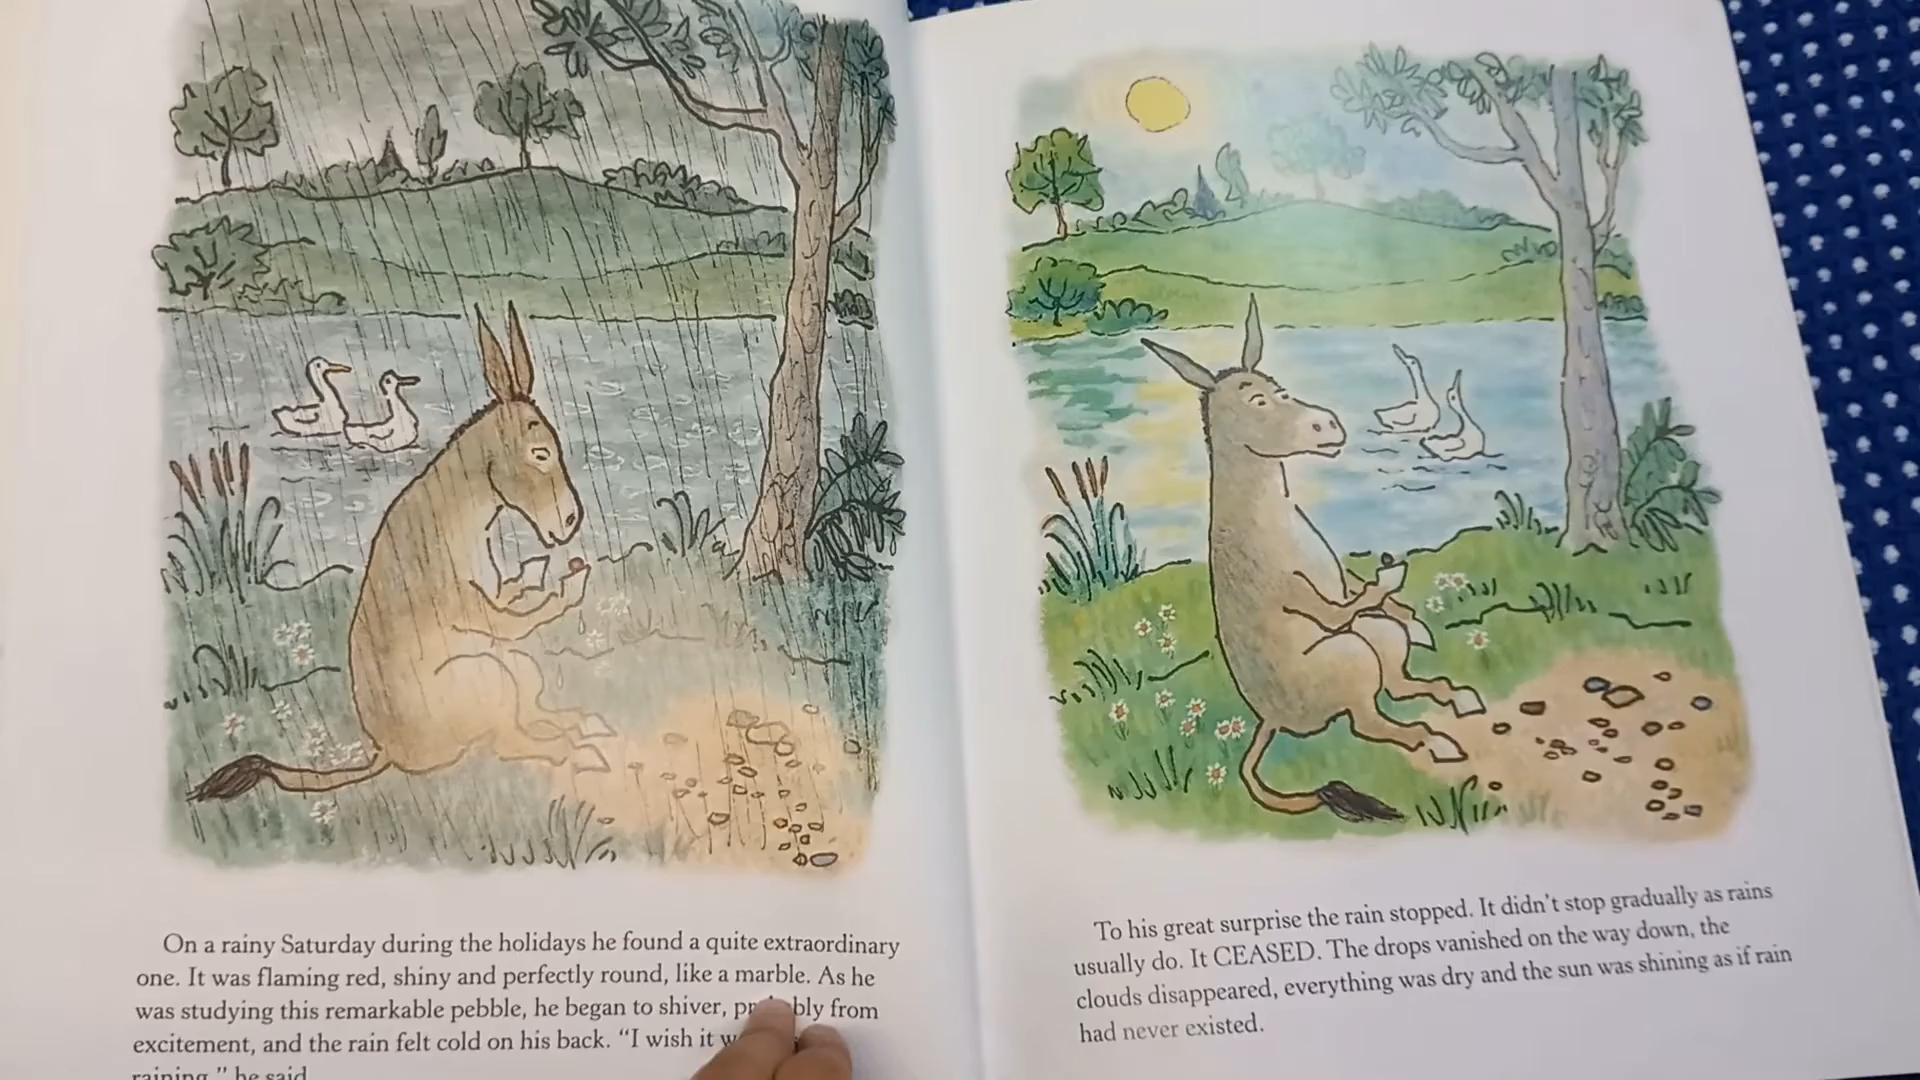 On a rainy Saturday during the holidays he found a quite extraordinary
one. It was flaming red, shiny and perfectly round, like a marble. As he
was studying this remarkable pebble, he began to shiver, from
excitement, and the rain felt cold on his back. “I wish it
raining,” he said
To his great surprise the rain stopped. It didn’t stop gradually as rains
usually do. It CEASED. The drops vanished on the way down, the
clouds disappeared, everything was dry and the sun was shining as if rain
had never existed.